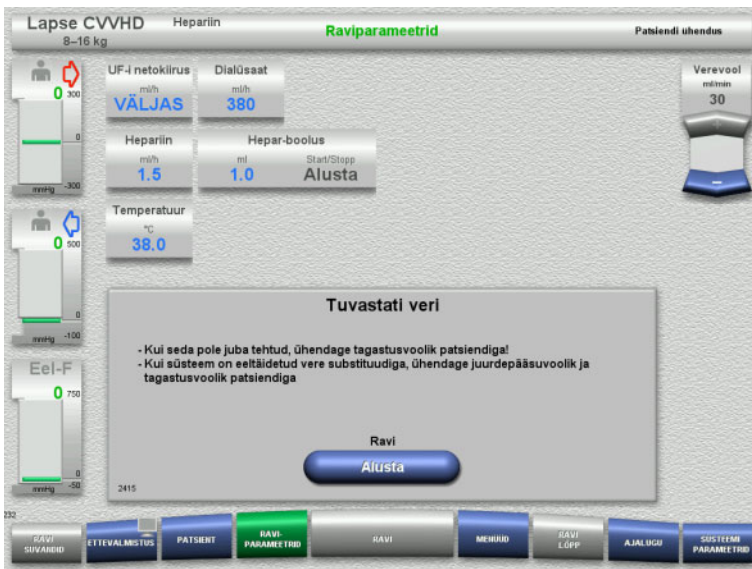 Lapse CVVHD Hepariin Raviparameetrid Patsiendi ühendus
8–16 kg
UF-i netokiirus Dialüsaat Verevool
ml/h ml/h ml/min
VÄLJAS 380 30
0 300
0
mmHg -300
Hepariin Hepar-boolus
ml/h ml Start/Stopp
1.5 1.0 Alusta
Temperatuur
°C
38.0
0 500
0
mmHg -100
Tuvastati veri
- Kui seda pole juba tehtud, ühendage tagastusvoolik patsiendiga!
- Kui süsteem on eeltäidetud vere substituudiga, ühendage juurdepääsuvoolik ja
tagastusvoolik patsiendiga
Eel-F
0 750
0
mmHg -50
Ravi
Alusta
2415
232
RAVI
SUVANDID
ETTEVALMISTUS
PATSIENT
RAVI-
PARAMEETRID
RAVI
MENÜÜD
RAVI
LÕPP
AJALUGU
SÜSTEEMI
PARAMEETRID